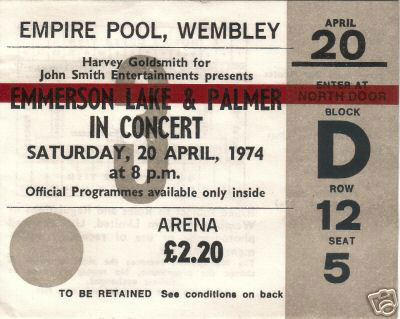 EMPIRE POOL, WEMBLEY
Harvey Goldsmith for
John Smith Entertainments presents
EMMERSON LAKE & PALMER
IN CONCERT
SATURDAY, 20 APRIL, 1974
at 8 p.m.
Official Programmes available only inside
3
ARENA
£2.20
TO BE RETAINED See conditions on back
APRIL
20
ENTER AT
NORTH DOOR
BLOCK
D
ROW
12
SEAT
5